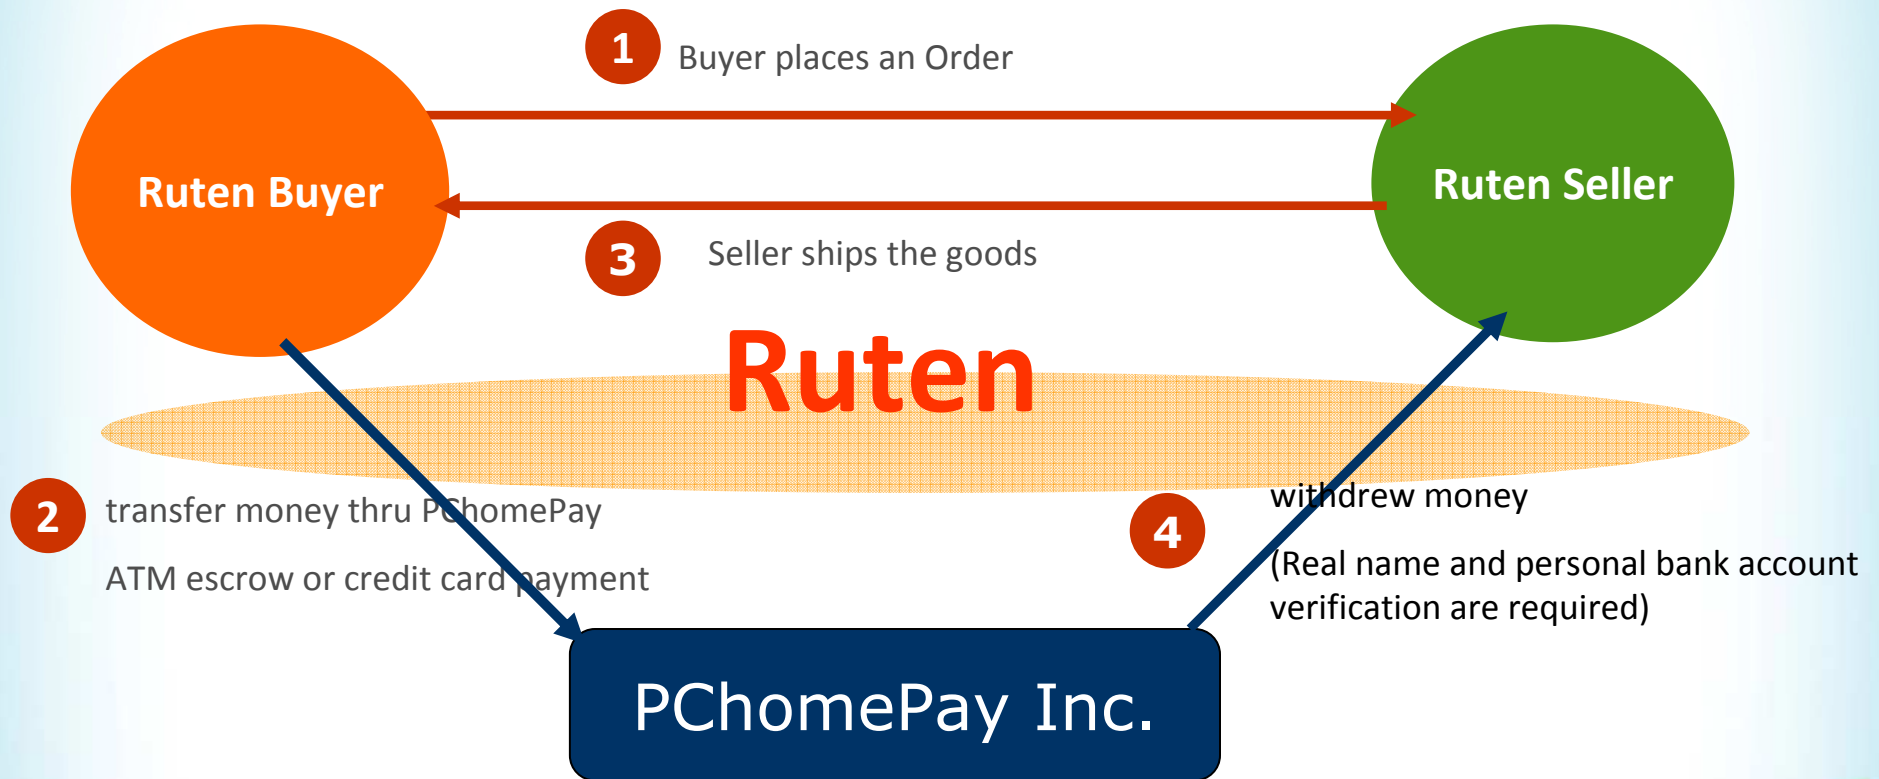 1
Buyer places an Order
Ruten Buyer
Ruten Seller
3
Seller ships the goods
Ruten
2
transfer money thru PChomePay
ATM escrow or credit card payment
4
withdrew money
(Real name and personal bank account
verification are required)
PChomePay Inc.